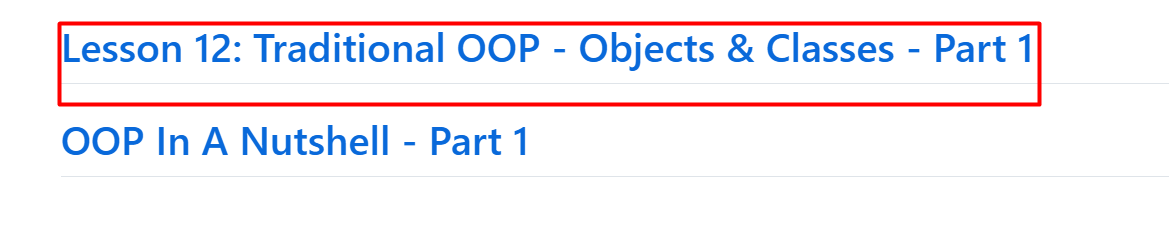 Lesson 12: Traditional OOP - Objects & Classes - Part 1
OOP In A Nutshell - Part 1